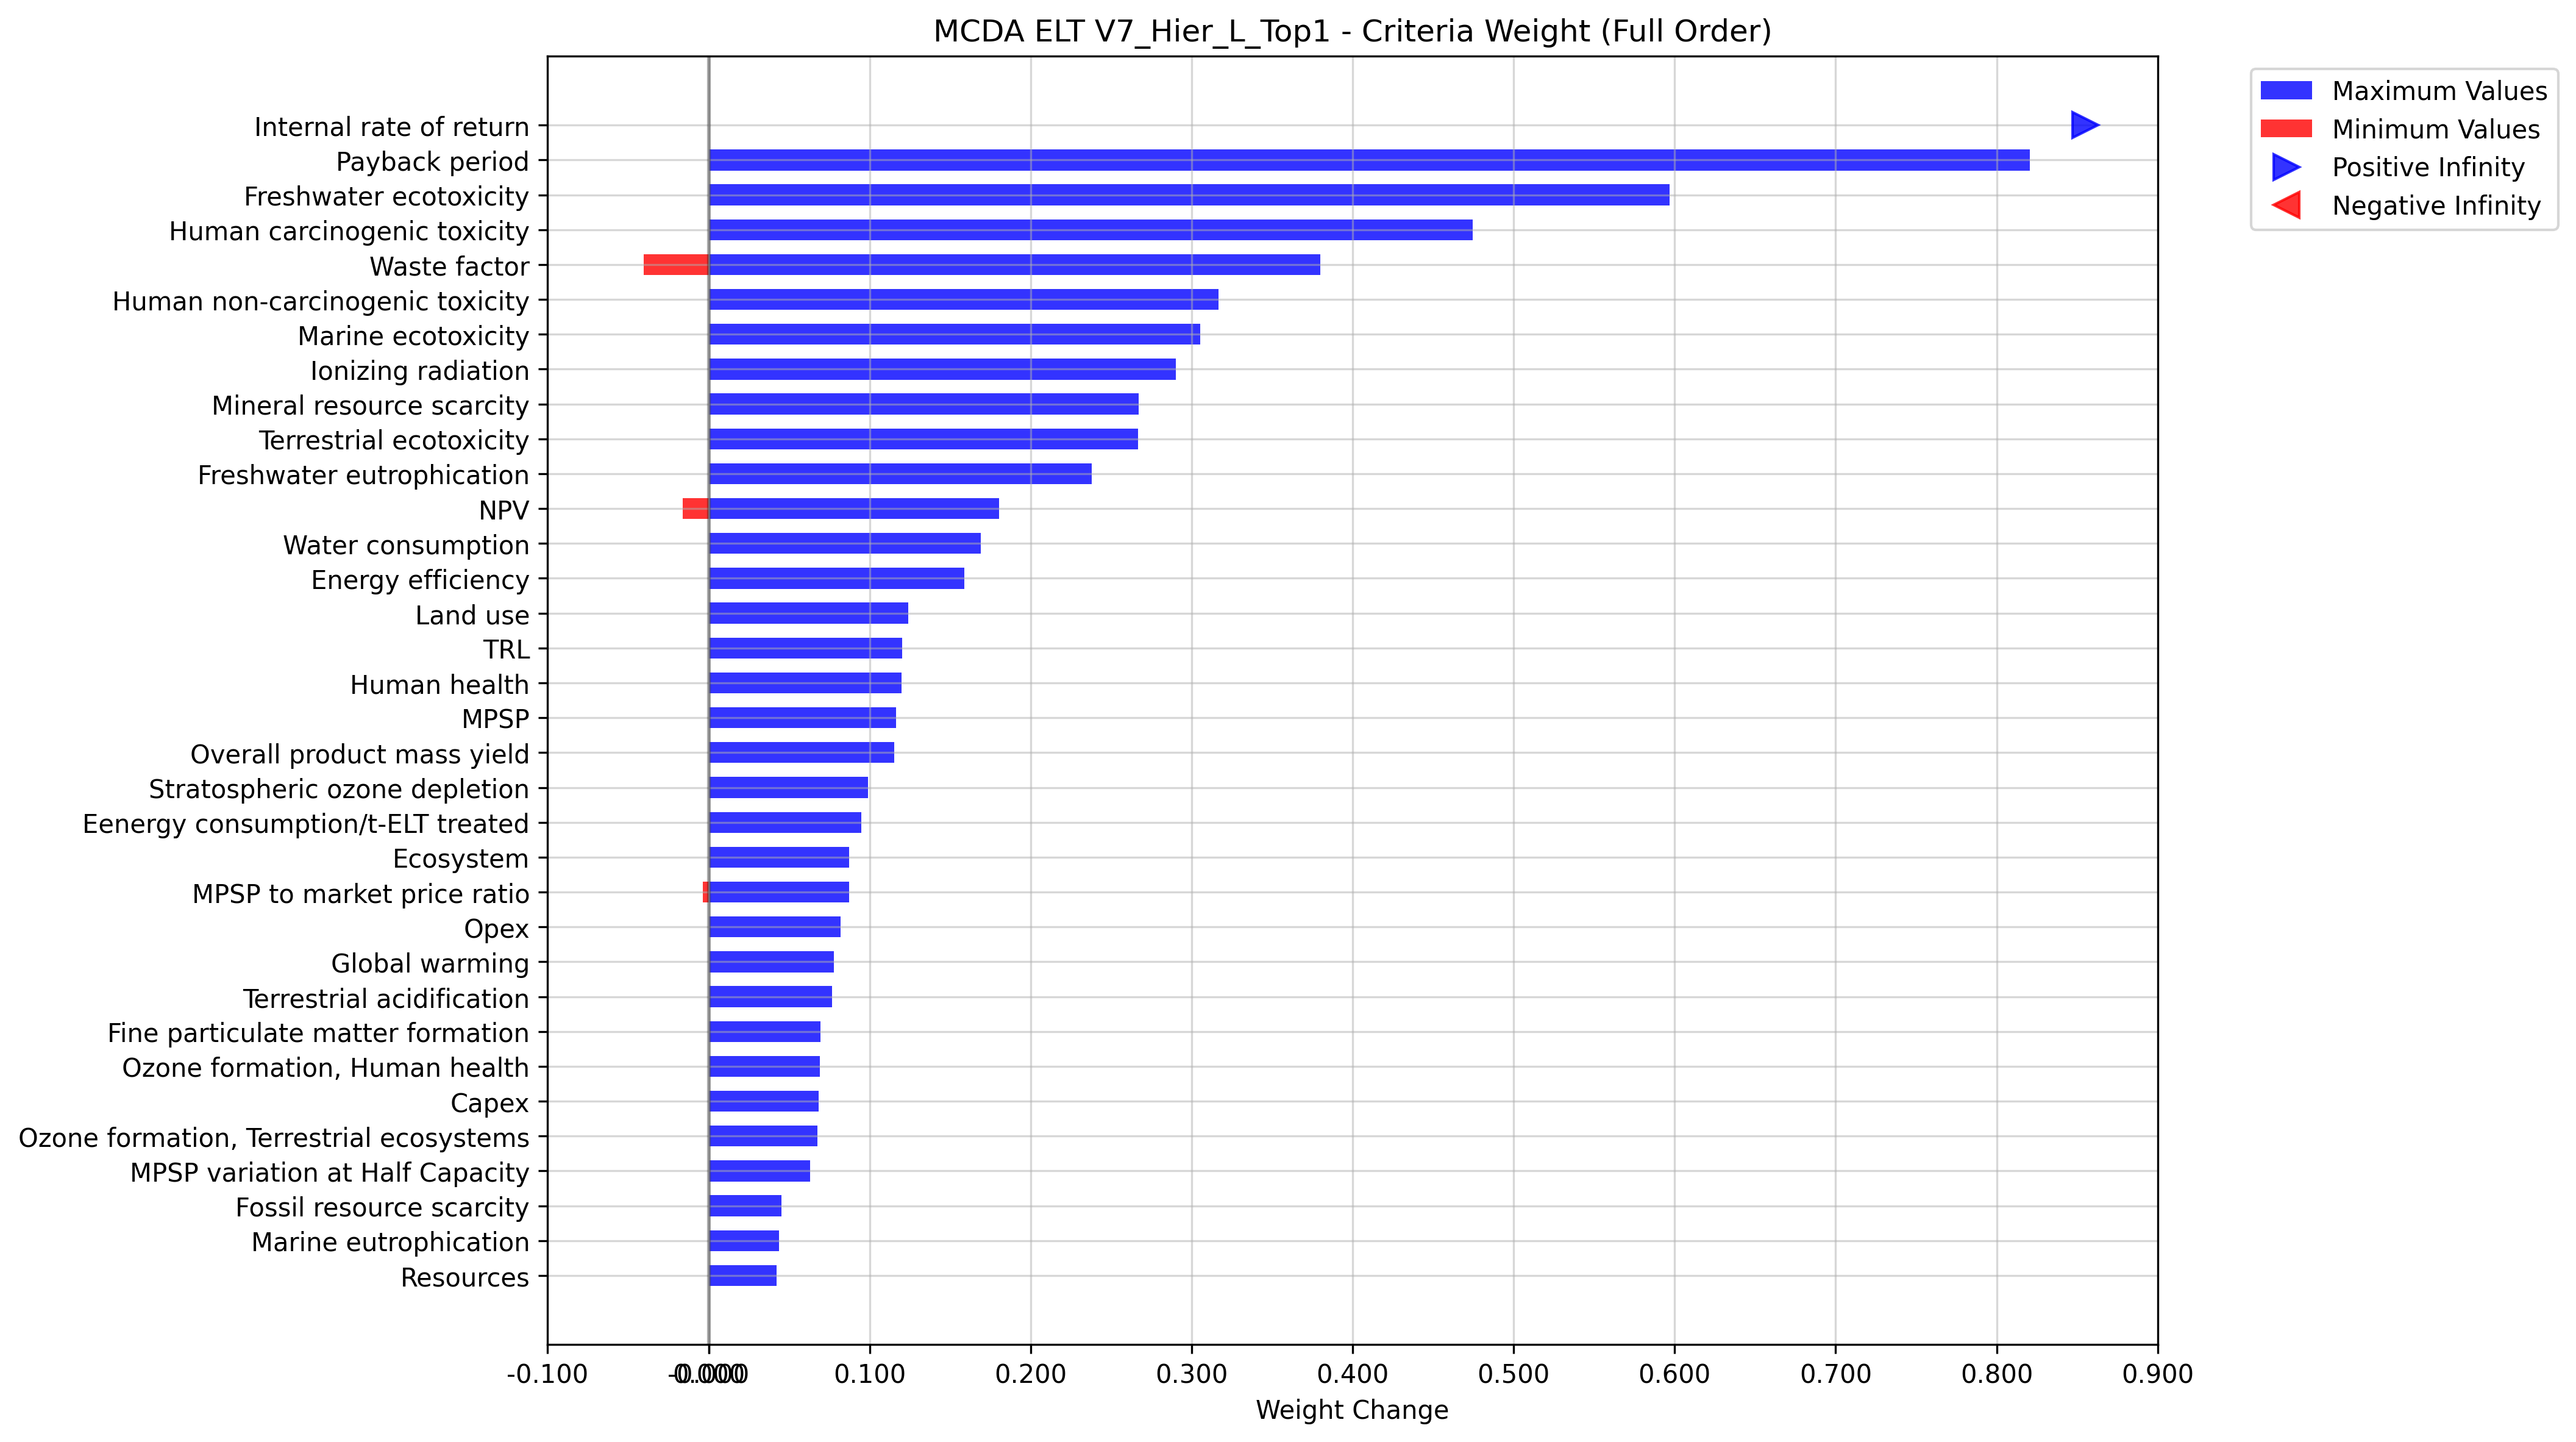 MCDA ELT V7_Hier_L_Top1 - Criteria Weight (Full Order)
Internal rate of return
Payback period
Freshwater ecotoxicity
Human carcinogenic toxicity
Waste factor
Human non-carcinogenic toxicity
Marine ecotoxicity
Ionizing radiation
Mineral resource scarcity
Terrestrial ecotoxicity
Freshwater eutrophication
NPV
Water consumption
Energy efficiency
Land use
TRL
Human health
MPSP
Overall product mass yield
Stratospheric ozone depletion
Eenergy consumption/t-ELT treated
Ecosystem
MPSP to market price ratio
Opex
Global warming
Terrestrial acidification
Fine particulate matter formation
Ozone formation, Human health
Capex
Ozone formation, Terrestrial ecosystems
MPSP variation at Half Capacity
Fossil resource scarcity
Marine eutrophication
Resources
-0.100 -0.000 0.000 0.100 0.200 0.300 0.400 0.500 0.600 0.700 0.800 0.900
Weight Change
Maximum Values
Minimum Values
Positive Infinity
Negative Infinity